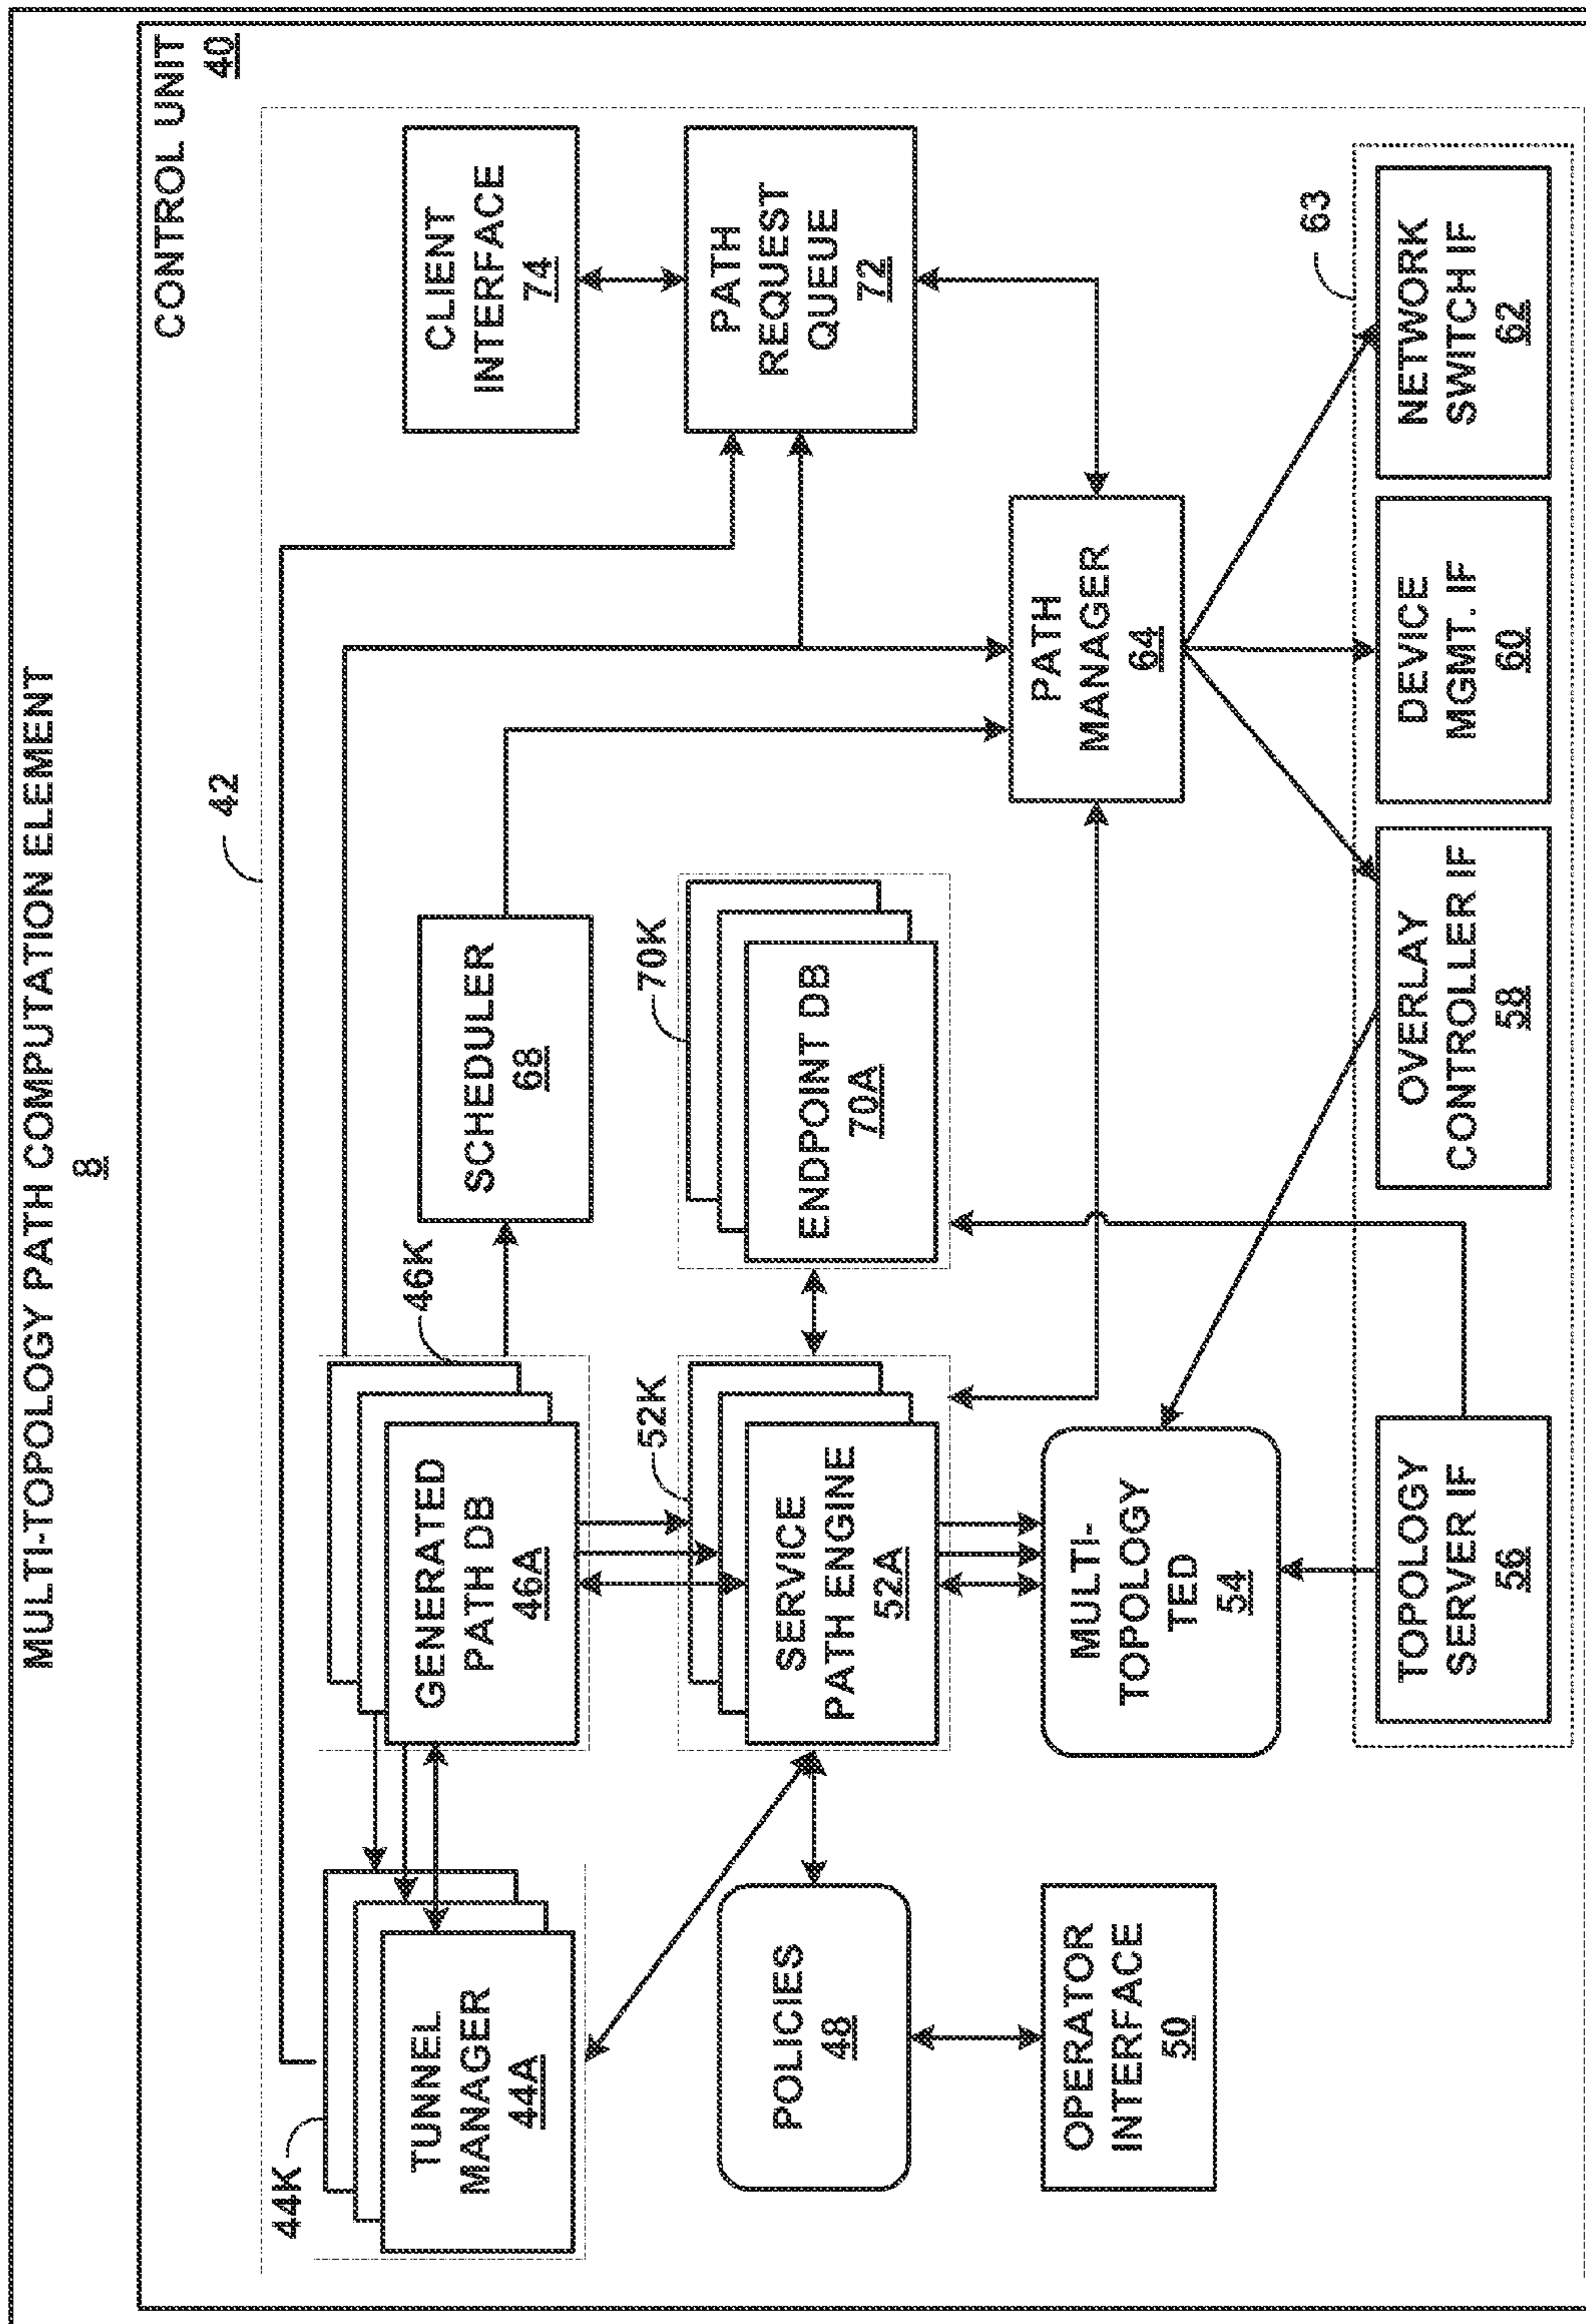 MULTI-TOPOLOGY PATH COMPUTATION ELEMENT
8
CONTROL UNIT
40
42
44K
TUNNEL
MANAGER
44A
46K
GENERATED
PATH DB
46A
SCHEDULER
68
CLIENT
INTERFACE
74
POLICIES
48
52K
SERVICE
PATH ENGINE
52A
70K
ENDPOINT DB
70A
PATH
REQUEST
QUEUE
72
OPERATOR
INTERFACE
50
MULTI-
TOPOLOGY
TED
54
PATH
MANAGER
64
63
TOPOLOGY
SERVER IF
56
OVERLAY
CONTROLLER IF
58
DEVICE
MGMT. IF
60
NETWORK
SWITCH IF
62